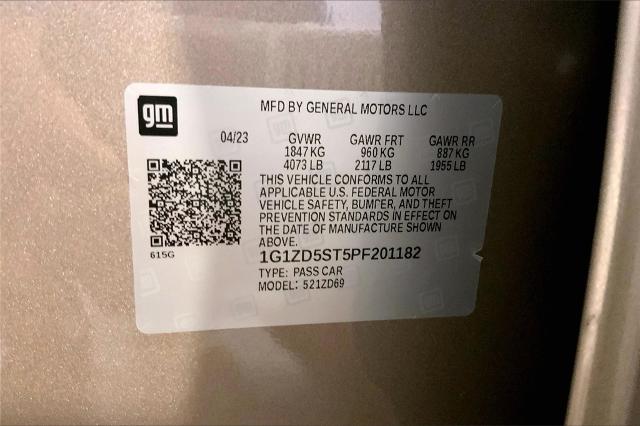 gm
MFD BY GENERAL MOTORS LLC
04/23 GVWR GAWR FRT GAWR RR
1847 KG 960 KG 887 KG
4073 LB 2117 LB 1955 LB
THIS VEHICLE CONFORMS TO ALL
APPLICABLE U.S. FEDERAL MOTOR
VEHICLE SAFETY, BUMPER, AND THEFT
PREVENTION STANDARDS IN EFFECT ON
THE DATE OF MANUFACTURE SHOWN
ABOVE.
615G
1G1ZD5ST5PF201182
TYPE: PASS CAR
MODEL: 521ZD69